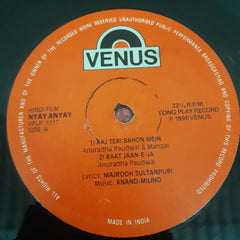 ALL RIGHTS OF THE MANUFACTURER AND OF THE OWNER OF THE RECORDED WORK RESERVED UNAUTHORISED PUBLIC PERFORMANCE BROADCASTING AND COPYING OF THIS RECORD PROHIBITED
VENUS
HINDI FILM
NYAY ANYAY
VFLP 1117
SIDE A
33⅓ R.P.M.
LONG PLAY RECORD
℗ 1990 VENUS
1) AAJ TERI BAHON MEIN
Anuradha Paudwal & Mangal
2) RAAT JAAN-E-JA
Anuradha Paudwal
LYRICS: MAJROOH SULTANPURI
Music: ANAND-MILIND
MADE IN INDIA